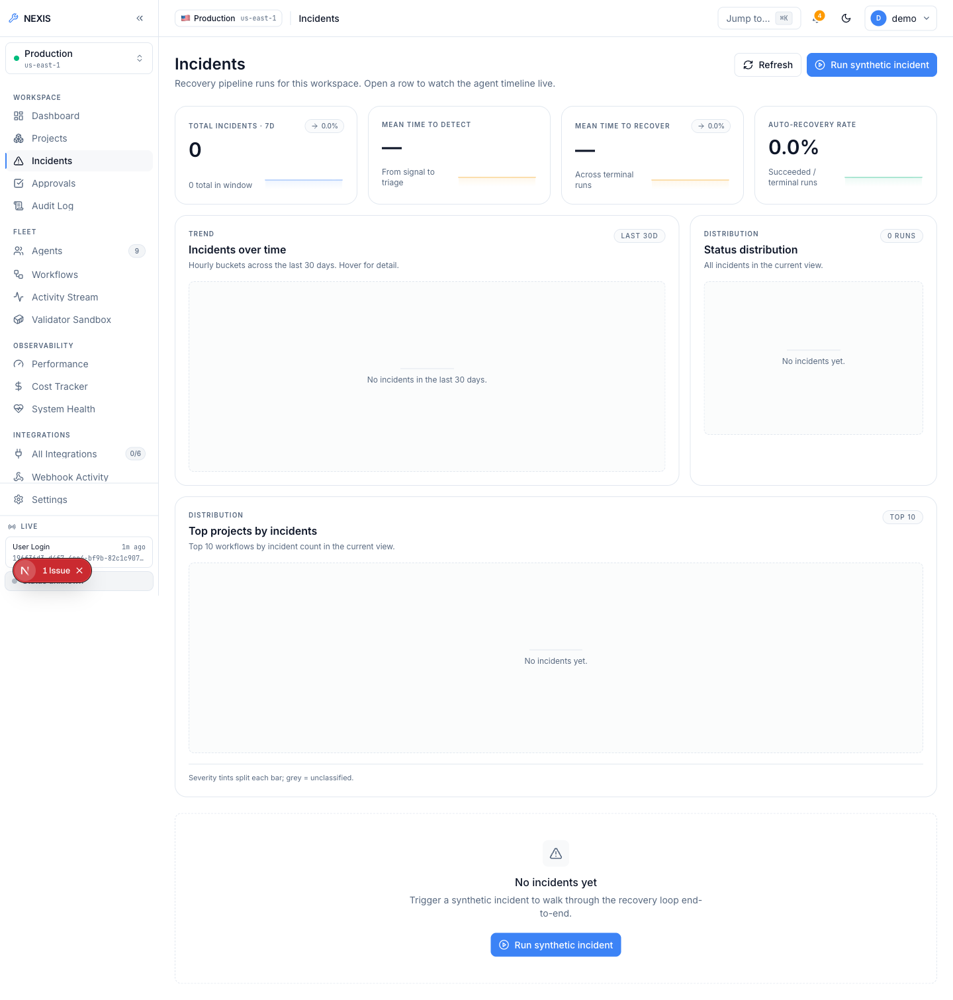 NEXIS
Production us-east-1
Incidents
Jump to...
⌘K
4
D
demo
Production
us-east-1
WORKSPACE
Dashboard
Projects
Incidents
Approvals
Audit Log
FLEET
Agents
9
Workflows
Activity Stream
Validator Sandbox
OBSERVABILITY
Performance
Cost Tracker
System Health
INTEGRATIONS
All Integrations
0/6
Webhook Activity
Settings
LIVE
User Login
1m ago
1 Issue
Incidents
Recovery pipeline runs for this workspace. Open a row to watch the agent timeline live.
Refresh
Run synthetic incident
TOTAL INCIDENTS · 7D
→ 0.0%
0
0 total in window
MEAN TIME TO DETECT
—
From signal to
triage
MEAN TIME TO RECOVER
→ 0.0%
—
Across terminal
runs
AUTO-RECOVERY RATE
0.0%
Succeeded /
terminal runs
TREND
LAST 30D
Incidents over time
Hourly buckets across the last 30 days. Hover for detail.
No incidents in the last 30 days.
DISTRIBUTION
0 RUNS
Status distribution
All incidents in the current view.
No incidents yet.
DISTRIBUTION
TOP 10
Top projects by incidents
Top 10 workflows by incident count in the current view.
No incidents yet.
Severity tints split each bar; grey = unclassified.
No incidents yet
Trigger a synthetic incident to walk through the recovery loop end-
to-end.
Run synthetic incident